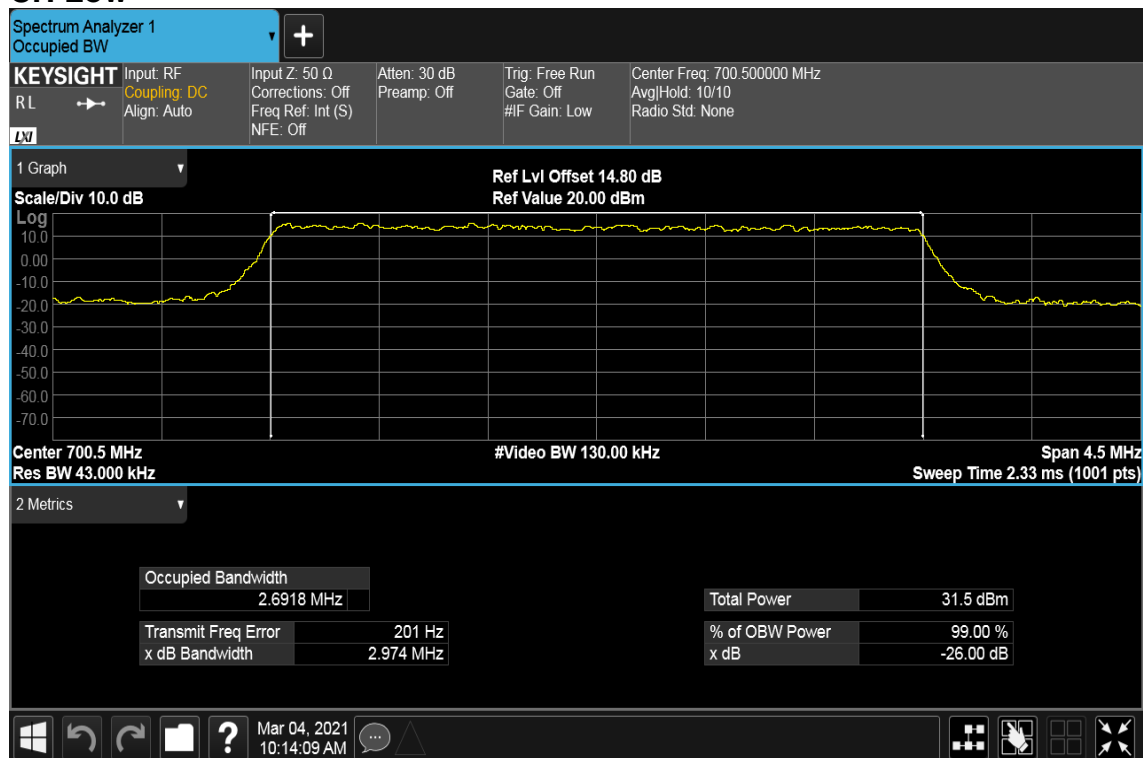 Spectrum Analyzer 1
Occupied BW
KEYSIGHT
RL
LXI
Input: RF
Coupling: DC
Align: Auto
Input Z: 50 Ω
Corrections: Off
Freq Ref: Int (S)
NFE: Off
Atten: 30 dB
Preamp: Off
Trig: Free Run
Gate: Off
#IF Gain: Low
Center Freq: 700.500000 MHz
Avg|Hold: 10/10
Radio Std: None
1 Graph
Scale/Div 10.0 dB
Ref Lvl Offset 14.80 dB
Ref Value 20.00 dBm
Log
10.0
0.00
-10.0
-20.0
-30.0
-40.0
-50.0
-60.0
-70.0
Center 700.5 MHz
Res BW 43.000 kHz
#Video BW 130.00 kHz
Span 4.5 MHz
Sweep Time 2.33 ms (1001 pts)
2 Metrics
Occupied Bandwidth
2.6918 MHz
Transmit Freq Error 201 Hz
x dB Bandwidth 2.974 MHz
Total Power 31.5 dBm
% of OBW Power 99.00 %
x dB -26.00 dB
?
Mar 04, 2021
10:14:09 AM